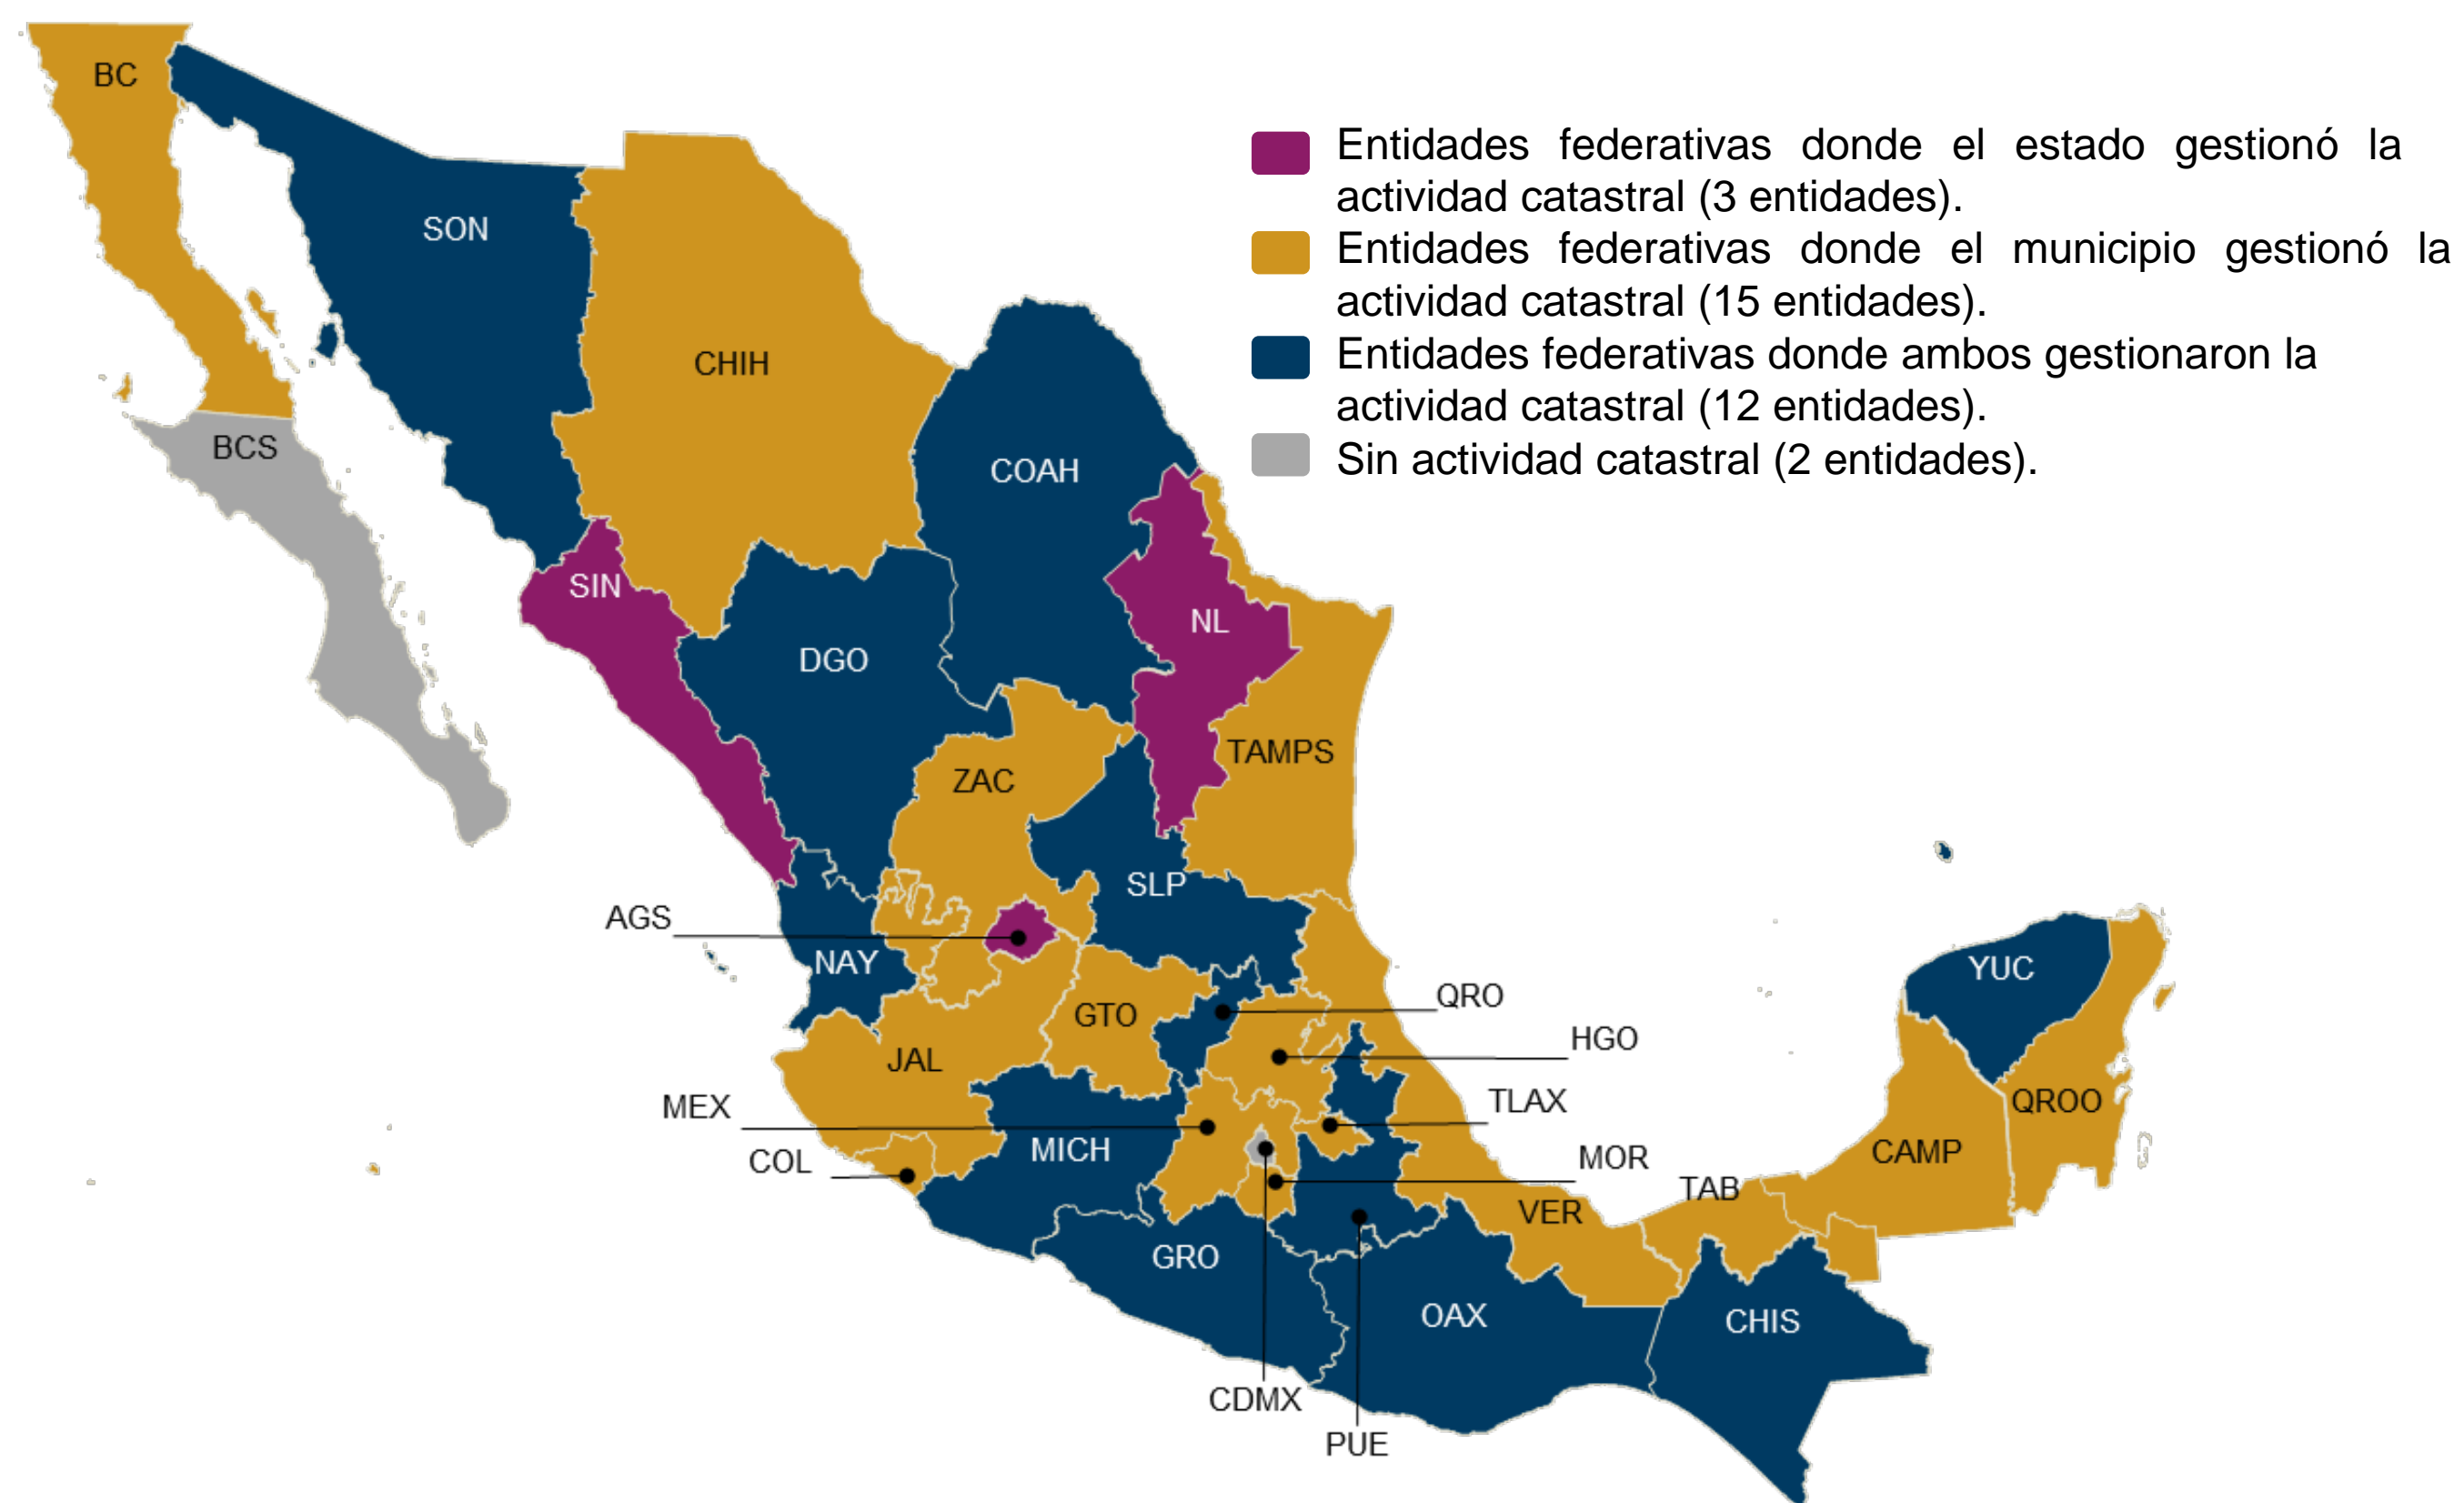 BC
Entidades federativas donde el estado gestionó la
actividad catastral (3 entidades).
Entidades federativas donde el municipio gestionó la
actividad catastral (15 entidades).
Entidades federativas donde ambos gestionaron la
actividad catastral (12 entidades).
Sin actividad catastral (2 entidades).
SON
CHIH
BCS
COAH
SIN
NL
DGO
TAMPS
ZAC
SLP
AGS
NAY
YUC
QRO
GTO
HGO
JAL
MEX
TLAX
QROO
MICH
CAMP
COL
MOR
TAB
VER
GRO
OAX
CHIS
CDMX
PUE